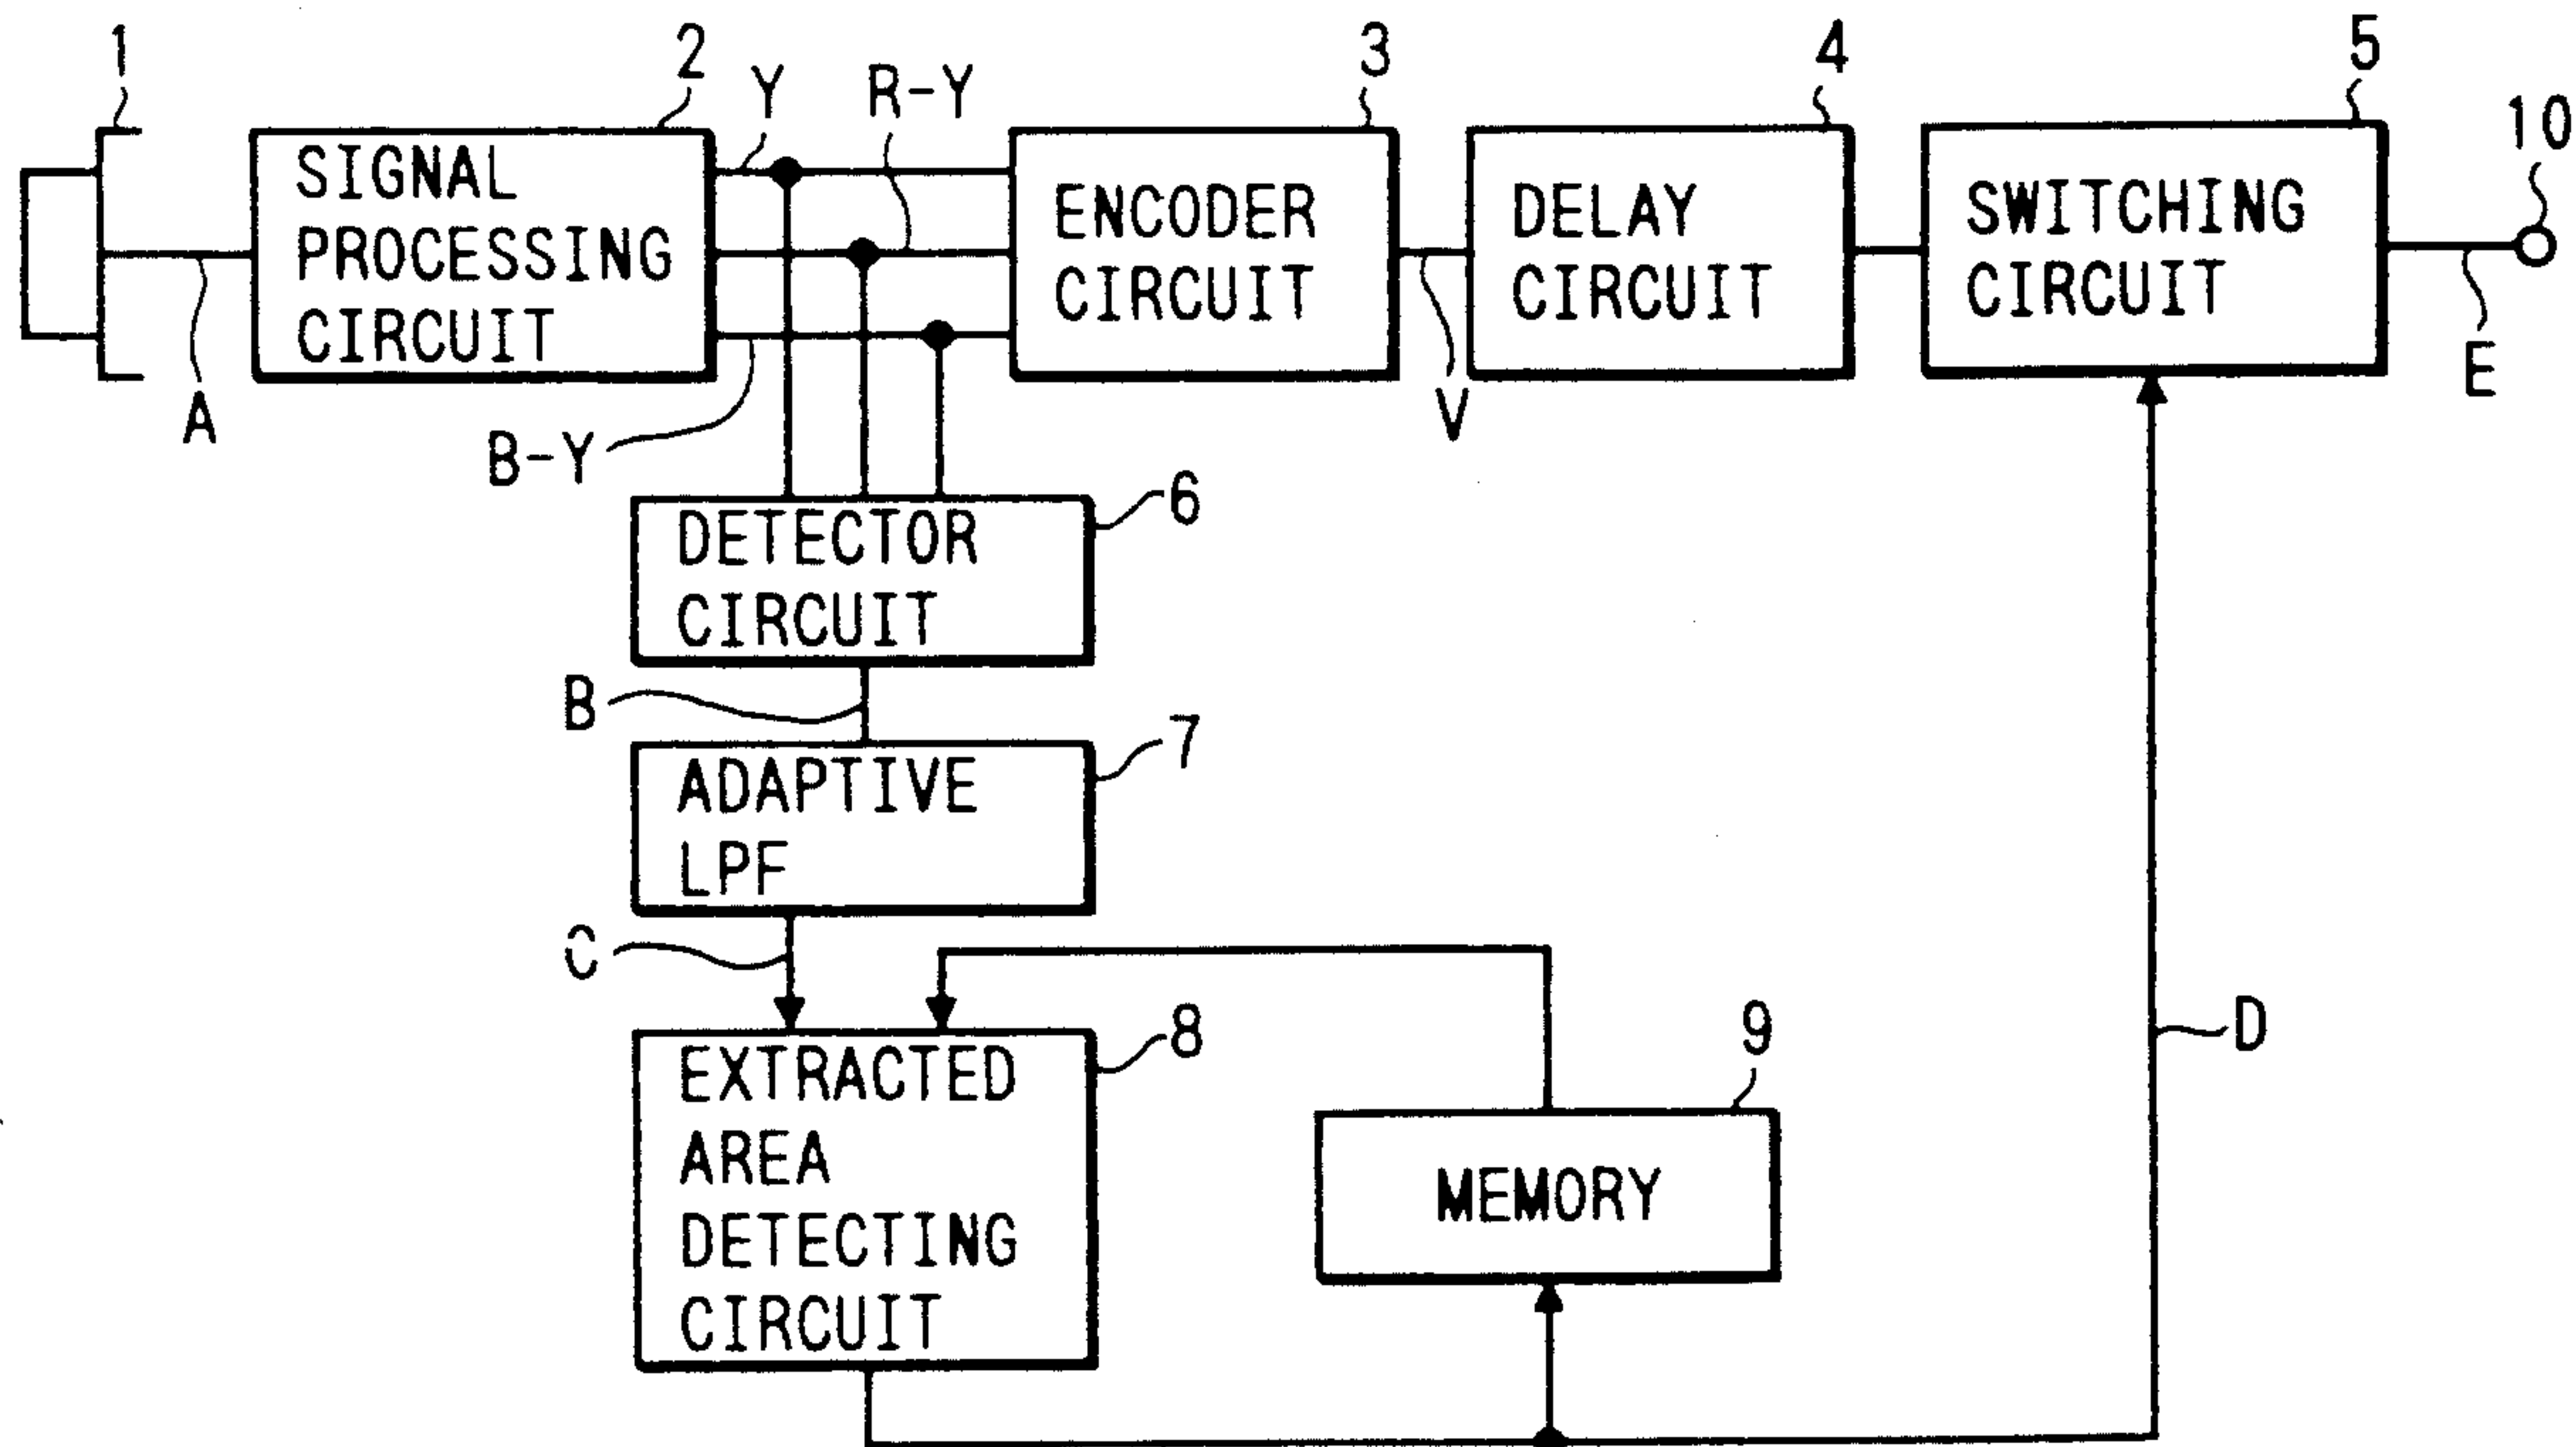 1
2
Y
R-Y
3
4
5
10
SIGNAL
PROCESSING
CIRCUIT
ENCODER
CIRCUIT
DELAY
CIRCUIT
SWITCHING
CIRCUIT
A
B-Y
V
E
DETECTOR
CIRCUIT
6
B
ADAPTIVE
LPF
7
C
EXTRACTED
AREA
DETECTING
CIRCUIT
8
9
MEMORY
D